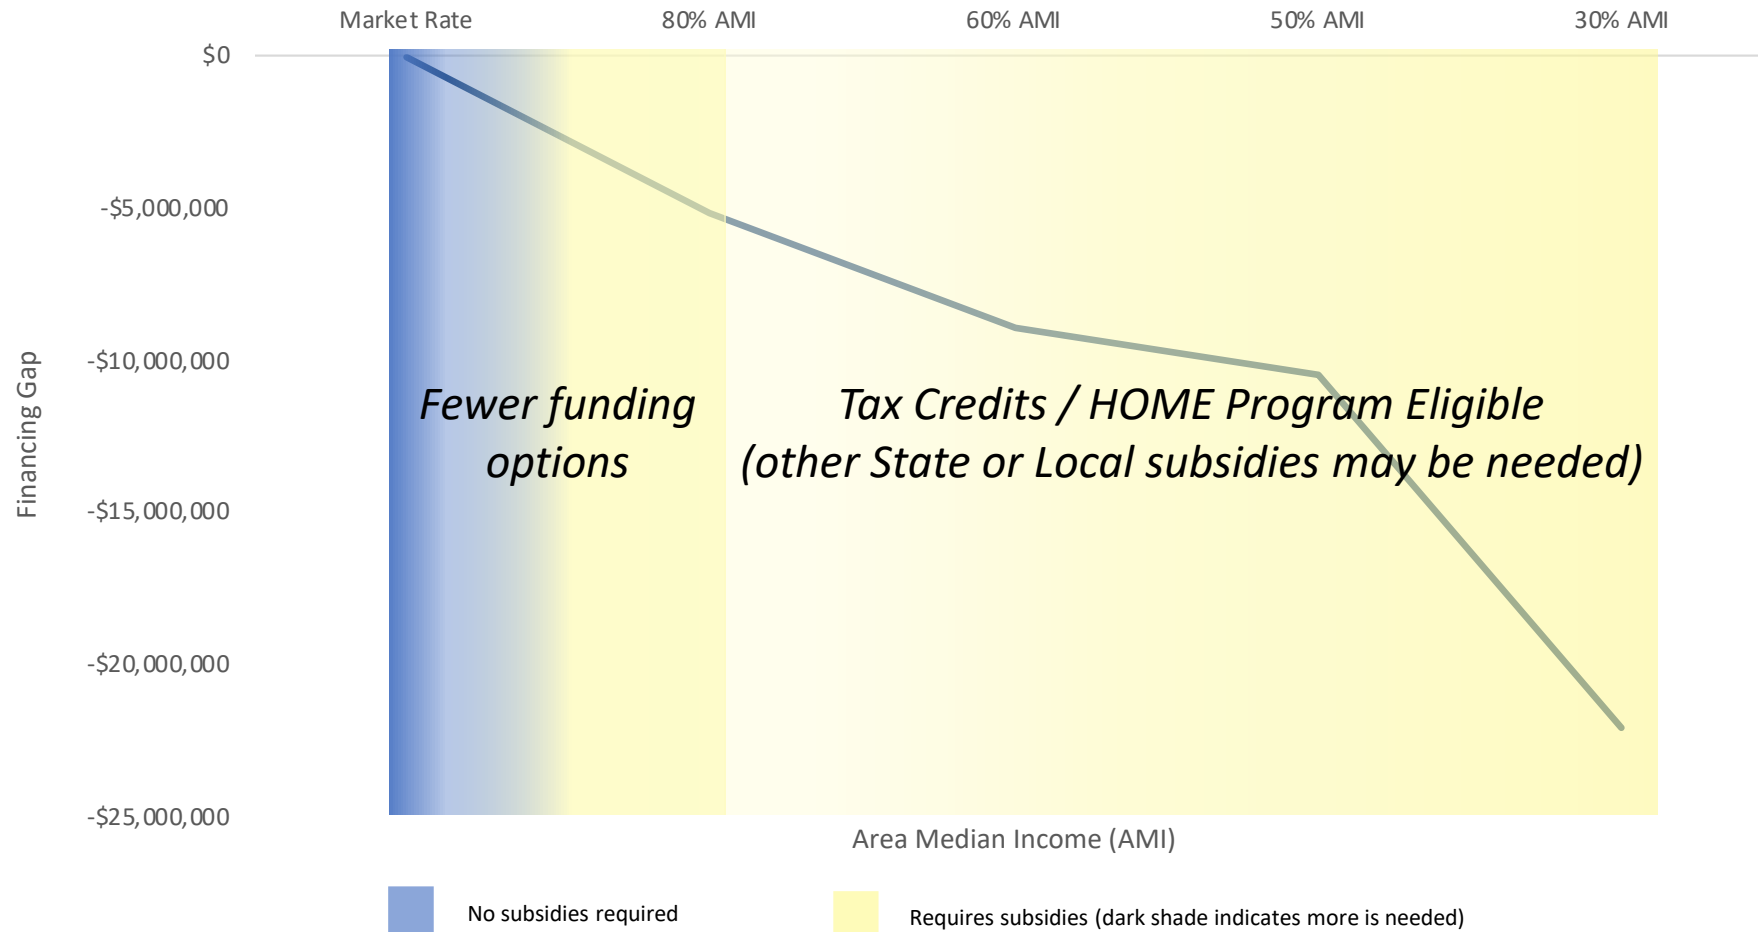 Market Rate 80% AMI 60% AMI 50% AMI 30% AMI
$0
-$5,000,000
-$10,000,000
-$15,000,000
-$20,000,000
-$25,000,000
Financing Gap
Fewer funding
options
Tax Credits / HOME Program Eligible
(other State or Local subsidies may be needed)
Area Median Income (AMI)
No subsidies required
Requires subsidies (dark shade indicates more is needed)